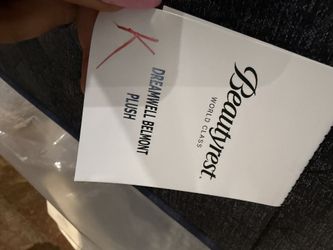 K
DREAMWELL BELMONT
PLUSH
Beautyrest.
WORLD CLASS